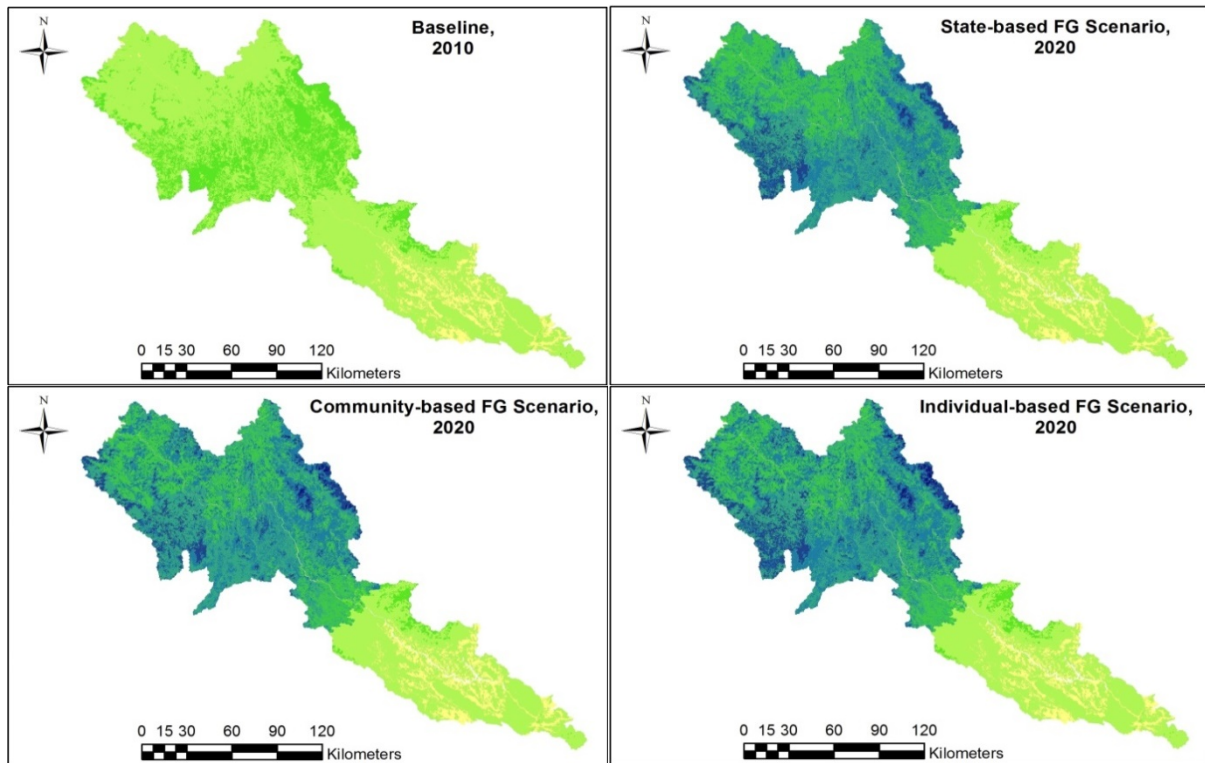 N
Baseline,
2010
0 15 30 60 90 120
Kilometers
N
State-based FG Scenario,
2020
0 15 30 60 90 120
Kilometers
N
Community-based FG Scenario,
2020
0 15 30 60 90 120
Kilometers
N
Individual-based FG Scenario,
2020
0 15 30 60 90 120
Kilometers